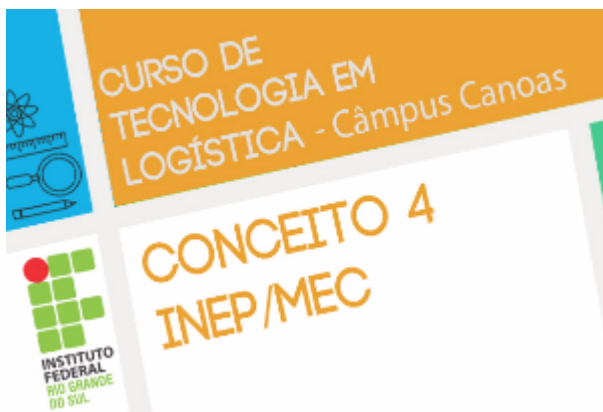 CURSO DE
TECNOLOGIA EM
LOGÍSTICA - Câmpus Canoas
CONCEITO 4
INEP/MEC
INSTITUTO
FEDERAL
RIO GRANDE
DO SUL